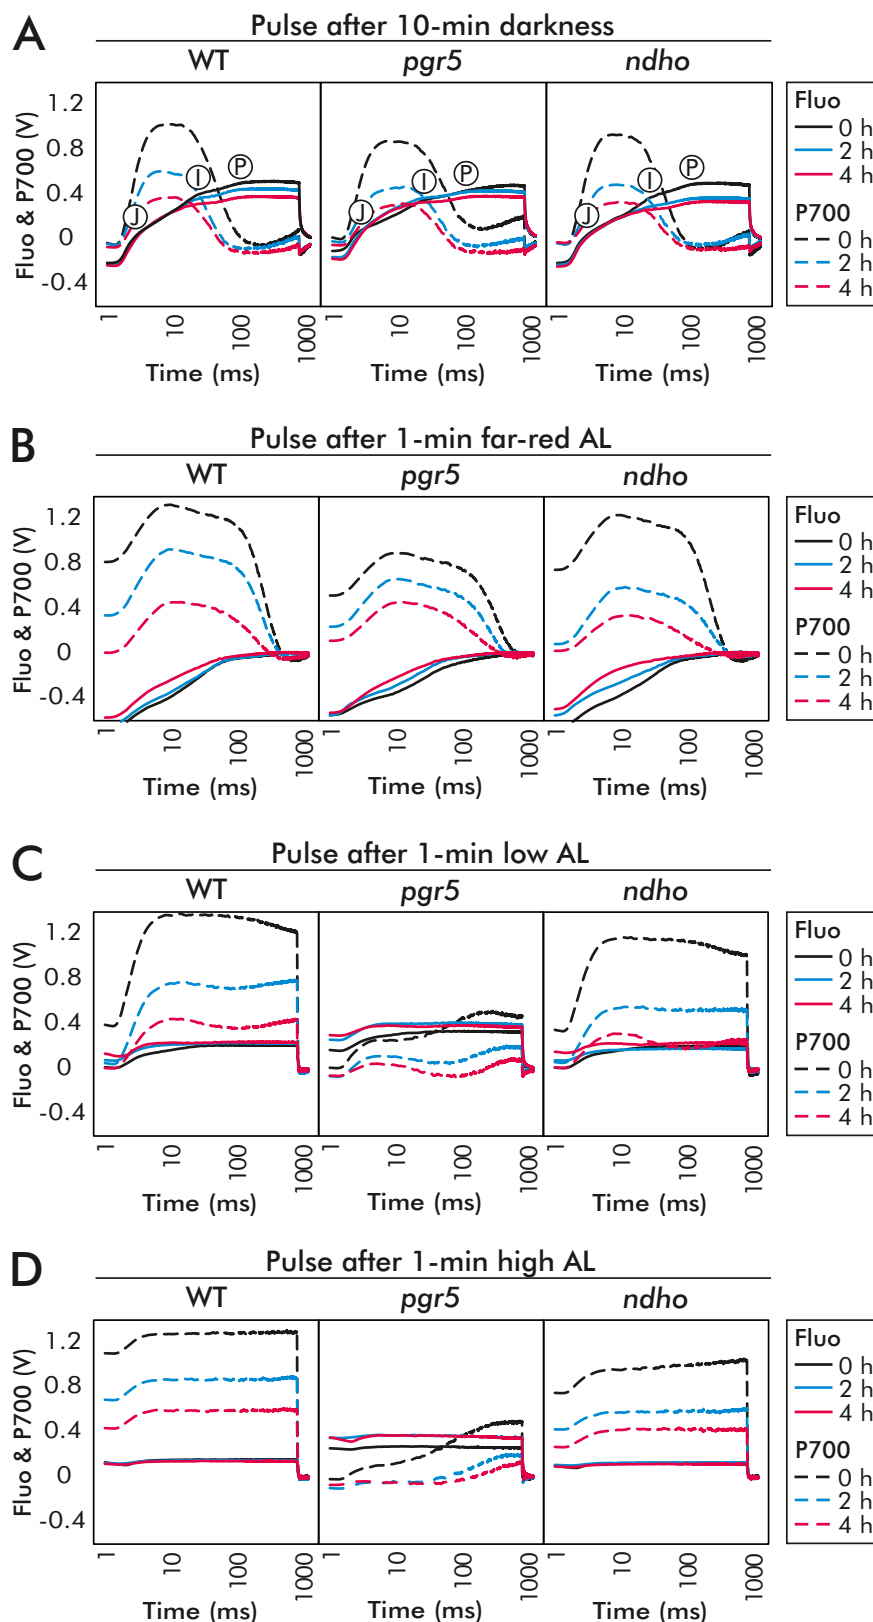 A
Pulse after 10-min darkness
WT pgr5 ndho
Fluo & P700 (V)
1.2
0.8
0.4
0
-0.4
J I P
J I P
J I P
1 10 100 1000
1 10 100 1000
1 10 100 1000
Time (ms) Time (ms) Time (ms)
Fluo
0 h
2 h
4 h
P700
0 h
2 h
4 h
B
Pulse after 1-min far-red AL
WT pgr5 ndho
Fluo & P700 (V)
1.2
0.8
0.4
0
-0.4
1 10 100 1000
1 10 100 1000
1 10 100 1000
Time (ms) Time (ms) Time (ms)
Fluo
0 h
2 h
4 h
P700
0 h
2 h
4 h
C
Pulse after 1-min low AL
WT pgr5 ndho
Fluo & P700 (V)
1.2
0.8
0.4
0
-0.4
1 10 100 1000
1 10 100 1000
1 10 100 1000
Time (ms) Time (ms) Time (ms)
Fluo
0 h
2 h
4 h
P700
0 h
2 h
4 h
D
Pulse after 1-min high AL
WT pgr5 ndho
Fluo & P700 (V)
1.2
0.8
0.4
0
-0.4
1 10 100 1000
1 10 100 1000
1 10 100 1000
Time (ms) Time (ms) Time (ms)
Fluo
0 h
2 h
4 h
P700
0 h
2 h
4 h